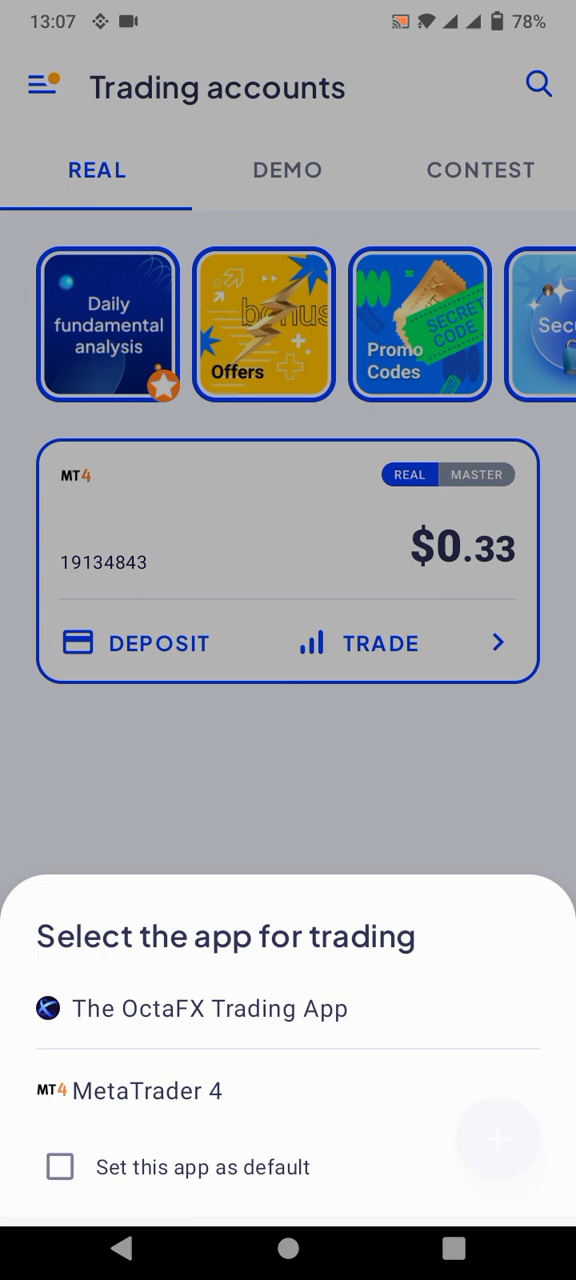 13:07
78%
Trading accounts
REAL
DEMO
CONTEST
Daily
fundamental
analysis
bonus
Offers
SECRET
CODE
Promo
Codes
MT4
REAL
MASTER
$0.33
19134843
DEPOSIT
TRADE
Select the app for trading
The OctaFX Trading App
MT4 MetaTrader 4
Set this app as default